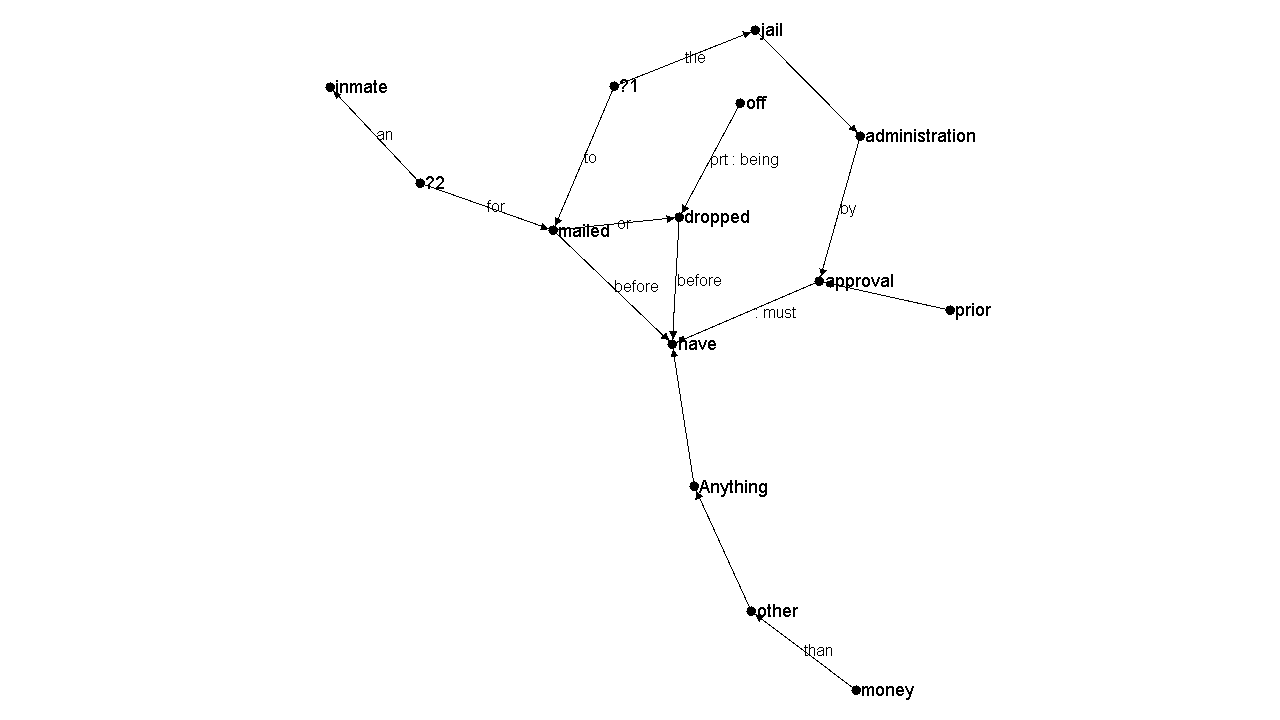 jail
the
inmate
?1
off
an
administration
to
prt : being
?2
for
by
mailed
or
dropped
before
before
approval
: must
prior
have
Anything
other
than
money